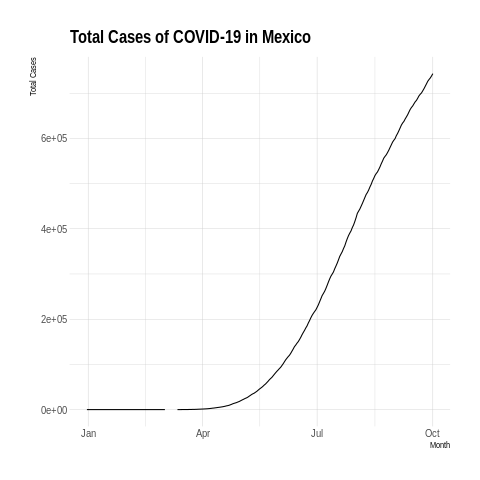 Total Cases of COVID-19 in Mexico
Total Cases
6e+05
4e+05
2e+05
0e+00
Jan Apr Jul Oct
Month